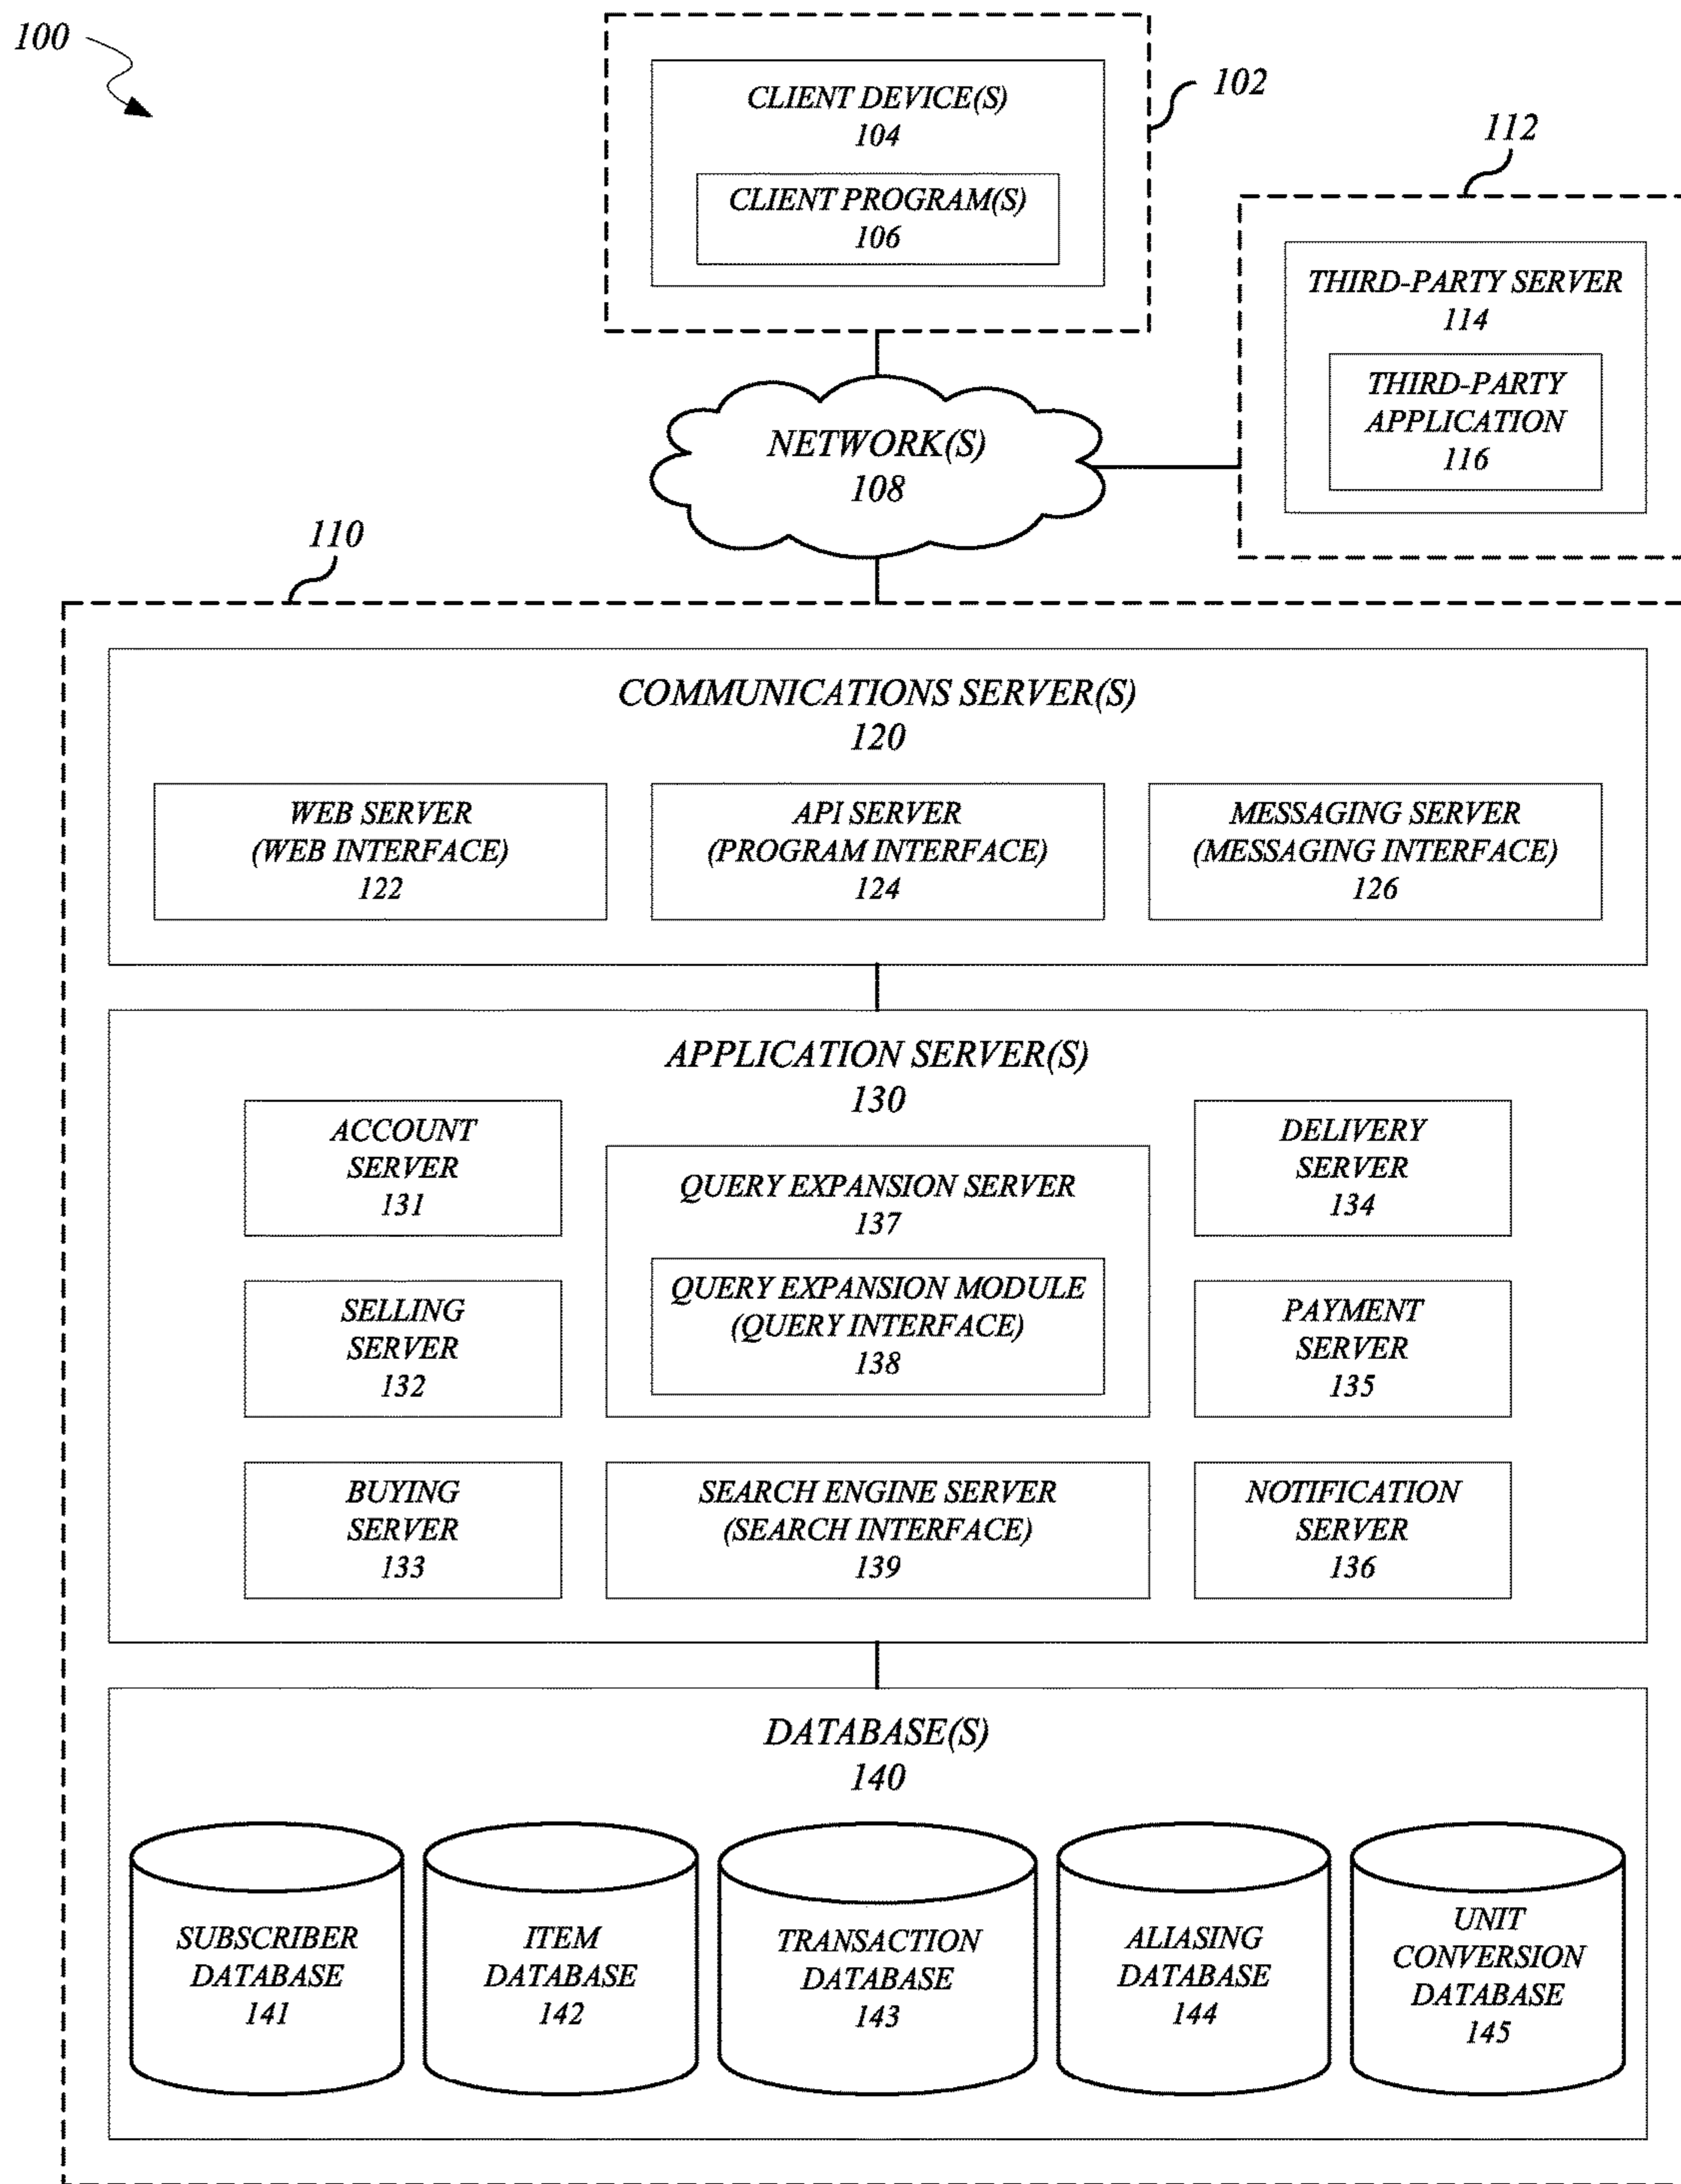 100
CLIENT DEVICE(S)
104
CLIENT PROGRAM(S)
106
102
112
THIRD-PARTY SERVER
114
THIRD-PARTY
APPLICATION
116
NETWORK(S)
108
110
COMMUNICATIONS SERVER(S)
120
WEB SERVER
(WEB INTERFACE)
122
API SERVER
(PROGRAM INTERFACE)
124
MESSAGING SERVER
(MESSAGING INTERFACE)
126
APPLICATION SERVER(S)
130
ACCOUNT
SERVER
131
SELLING
SERVER
132
BUYING
SERVER
133
QUERY EXPANSION SERVER
137
QUERY EXPANSION MODULE
(QUERY INTERFACE)
138
SEARCH ENGINE SERVER
(SEARCH INTERFACE)
139
DELIVERY
SERVER
134
PAYMENT
SERVER
135
NOTIFICATION
SERVER
136
DATABASE(S)
140
SUBSCRIBER
DATABASE
141
ITEM
DATABASE
142
TRANSACTION
DATABASE
143
ALIASING
DATABASE
144
UNIT
CONVERSION
DATABASE
145